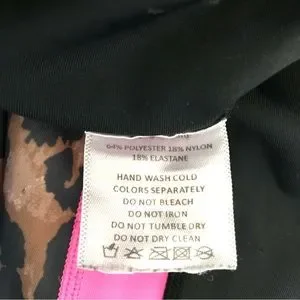 64% POLYESTER 18% NYLON
18% ELASTANE
HAND WASH COLD
COLORS SEPARATELY
DO NOT BLEACH
DO NOT IRON
DO NOT TUMBLE DRY
DO NOT DRY CLEAN